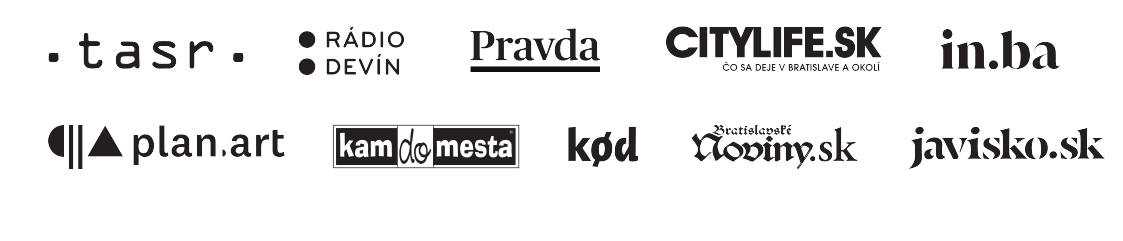 .tasr.
RÁDIO
DEVÍN
Pravda
CITYLIFE.SK
ČO SA DEJE V BRATISLAVE A OKOLÍ
in.ba
plan.art
kam do mesta
kød
Bratislavské
Noviny.sk
javisko.sk